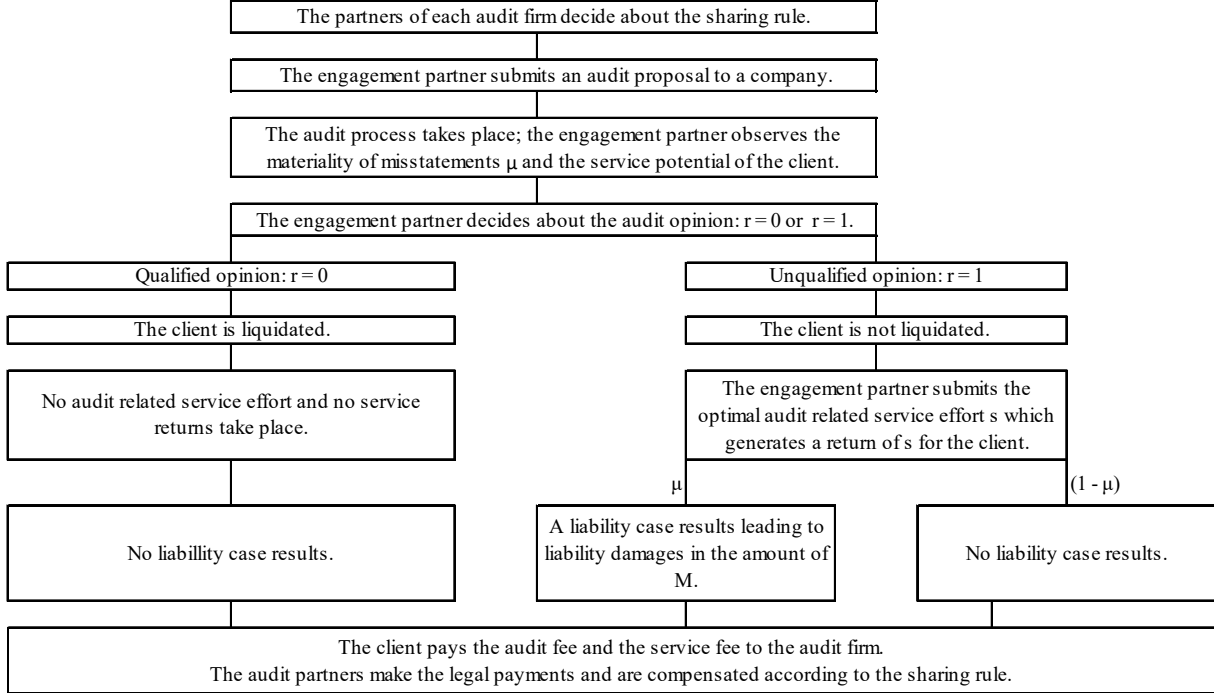 The partners of each audit firm decide about the sharing rule.
The engagement partner submits an audit proposal to a company.
The audit process takes place; the engagement partner observes the
materiality of misstatements μ and the service potential of the client.
The engagement partner decides about the audit opinion: r = 0 or r = 1.
Qualified opinion: r = 0
Unqualified opinion: r = 1
The client is liquidated.
The client is not liquidated.
No audit related service effort and no service
returns take place.
The engagement partner submits the
optimal audit related service effort s which
generates a return of s for the client.
μ
(1 - μ)
No liabillity case results.
A liability case results leading to
liability damages in the amount of
M.
No liability case results.
The client pays the audit fee and the service fee to the audit firm.
The audit partners make the legal payments and are compensated according to the sharing rule.